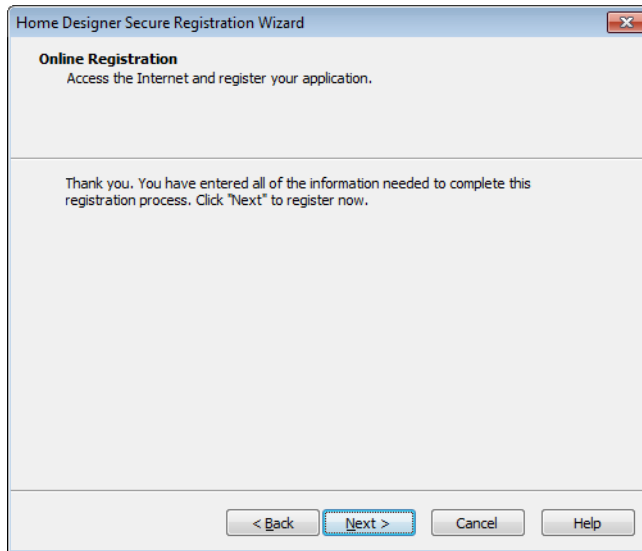 Home Designer Secure Registration Wizard
Online Registration
Access the Internet and register your application.
Thank you. You have entered all of the information needed to complete this
registration process. Click "Next" to register now.
< Back Next > Cancel Help